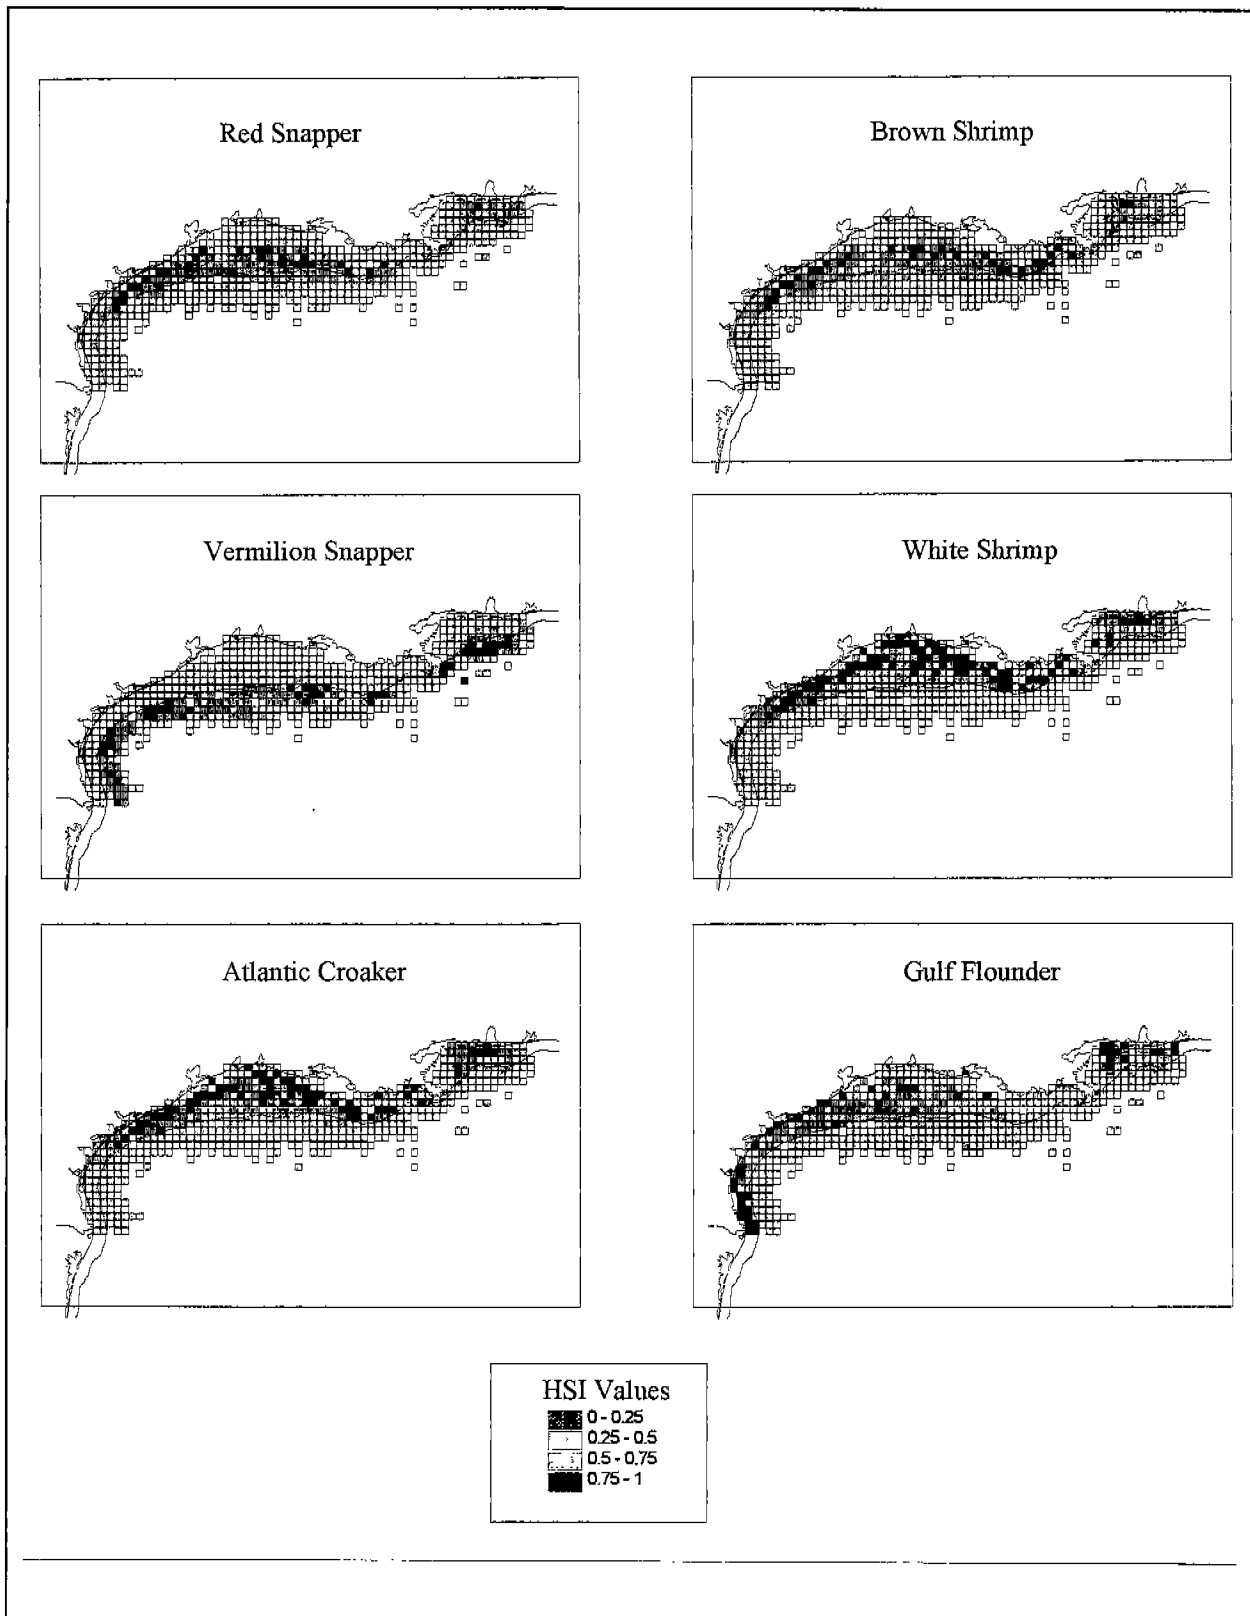 Red Snapper
Brown Shrimp
Vermilion Snapper
White Shrimp
Atlantic Croaker
Gulf Flounder
HSI Values
0 - 0.25
0.25 - 0.5
0.5 - 0.75
0.75 - 1